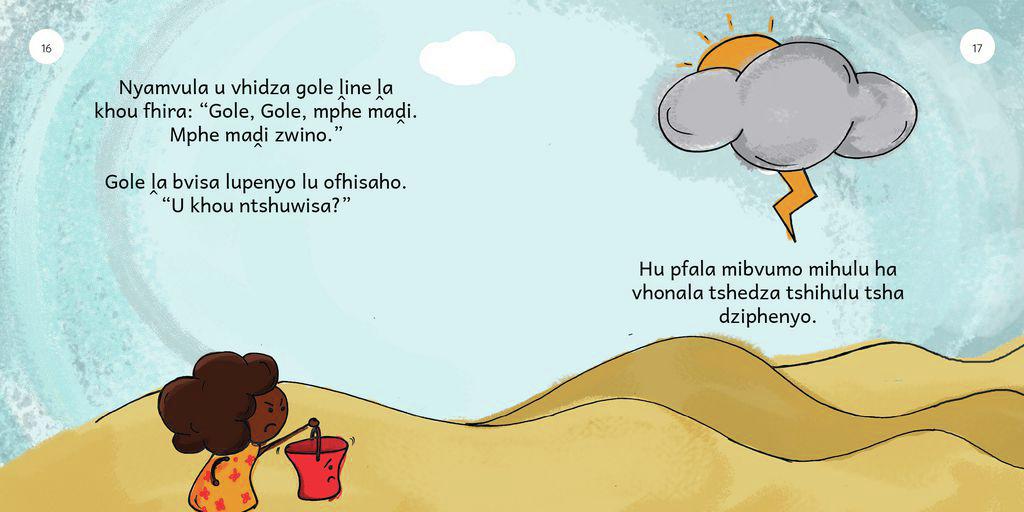 16
Nyamvula u vhidza gole ḽine ḽa
khou fhira: “Gole, Gole, mpḽhe maḓi.
Mphe maḓi zwino.”
Gole ḽa bvisa lupenyo lu ofhisaho.
“U khou ntshuwisa?”
17
Hu pfala mibvumo mihulu ha
vhonala tshedza tshihulu tsha
dziphenyo.